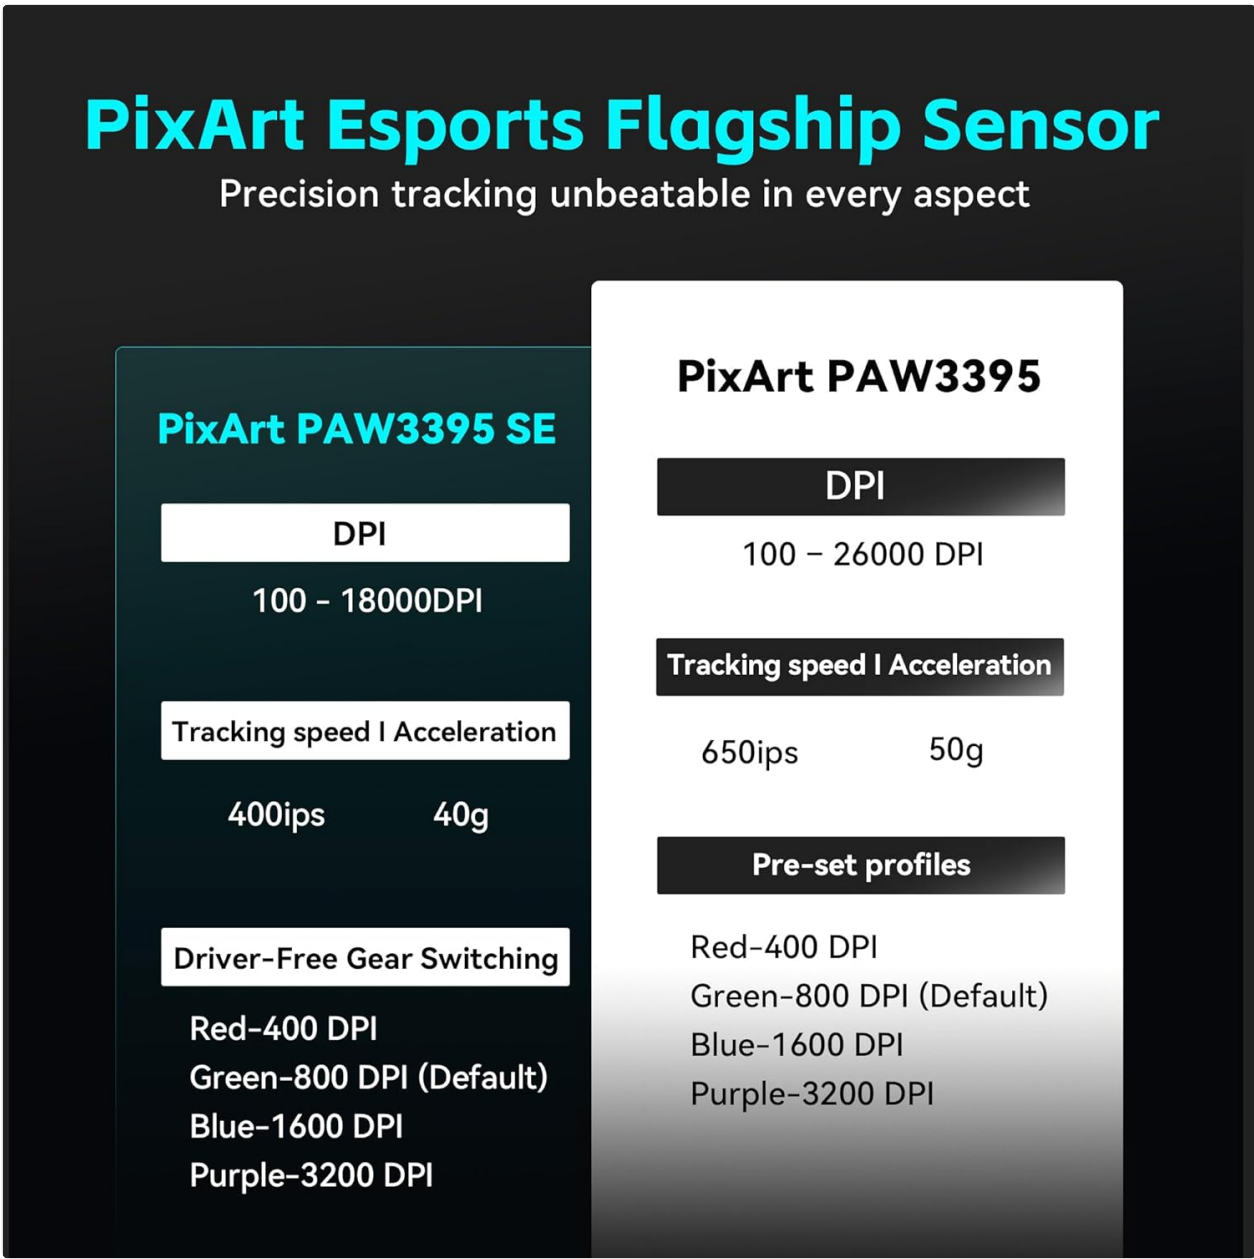 PixArt Esports Flagship Sensor
Precision tracking unbeatable in every aspect
PixArt PAW3395 SE
DPI
100 - 18000DPI
Tracking speed I Acceleration
400ips 40g
Driver-Free Gear Switching
Red-400 DPI
Green-800 DPI (Default)
Blue-1600 DPI
Purple-3200 DPI
PixArt PAW3395
DPI
100 – 26000 DPI
Tracking speed I Acceleration
650ips 50g
Pre-set profiles
Red-400 DPI
Green-800 DPI (Default)
Blue-1600 DPI
Purple-3200 DPI